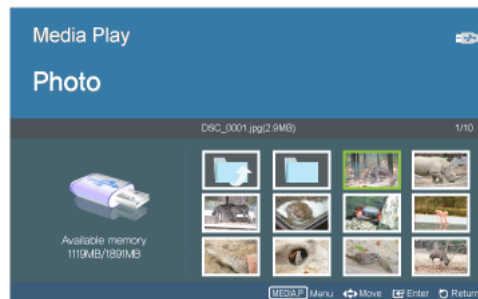 Media Play
Photo
DSC_0001.jpg(2.9MB) 1/10
Available memory
1119MB/1891MB
MEDIA.P Menu Move Enter Return